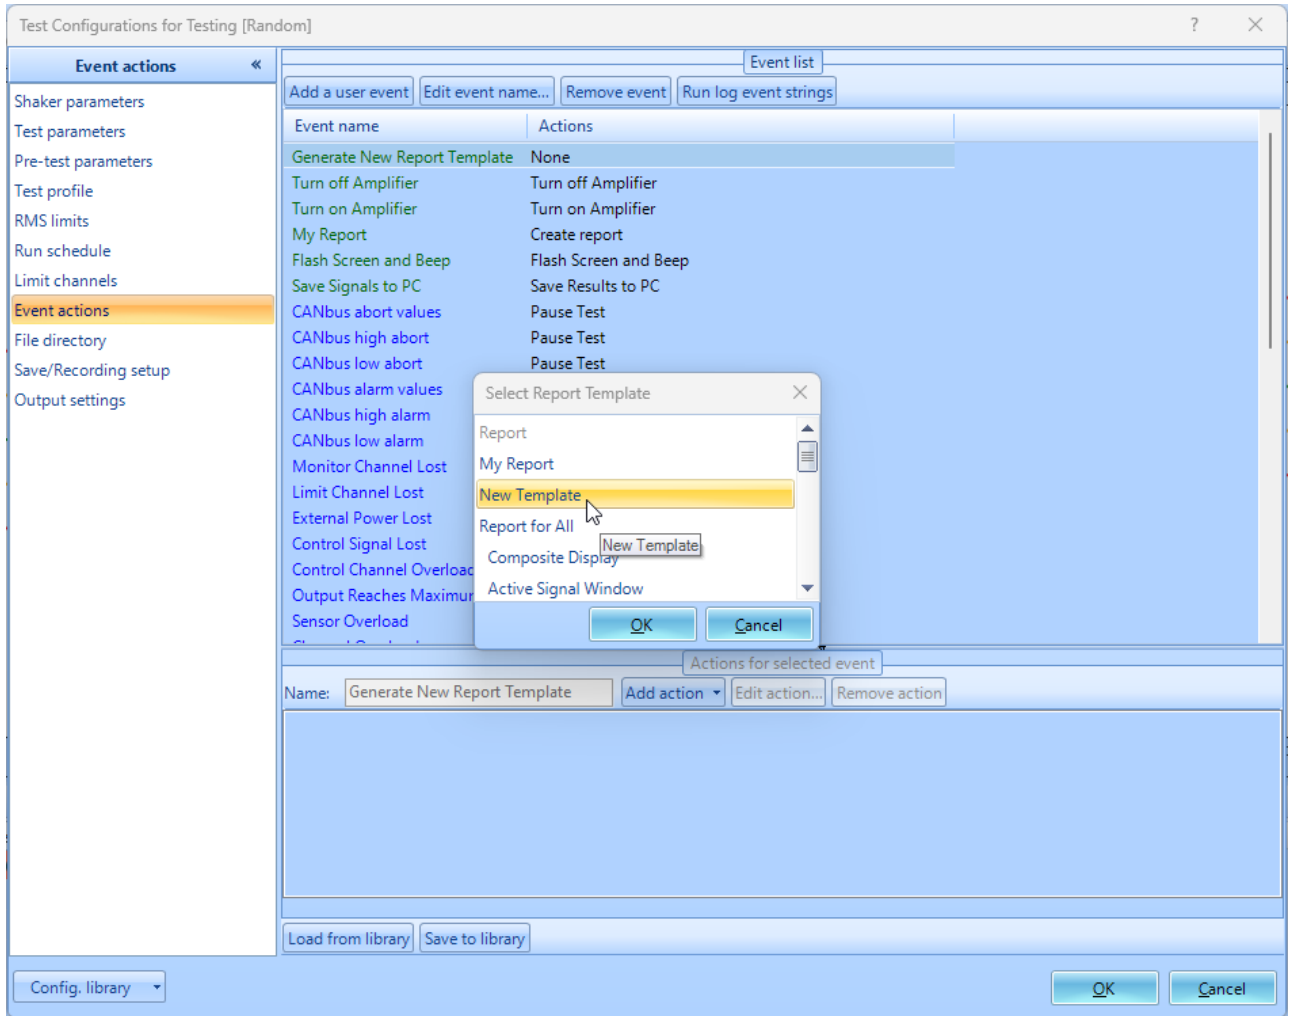 Test Configurations for Testing [Random]
?
Event actions «
Shaker parameters
Test parameters
Pre-test parameters
Test profile
RMS limits
Run schedule
Limit channels
Event actions
File directory
Save/Recording setup
Output settings
Event list
Add a user event Edit event name... Remove event Run log event strings
Event name Actions
Generate New Report Template None
Turn off Amplifier Turn off Amplifier
Turn on Amplifier Turn on Amplifier
My Report Create report
Flash Screen and Beep Flash Screen and Beep
Save Signals to PC Save Results to PC
CANbus abort values Pause Test
CANbus high abort Pause Test
CANbus low abort Pause Test
CANbus alarm values
CANbus high alarm
CANbus low alarm
Monitor Channel Lost
Limit Channel Lost
External Power Lost
Control Signal Lost
Control Channel Overload
Output Reaches Maximum
Sensor Overload
Select Report Template
Report
My Report
New Template
Report for All
New Template
Composite Display
Active Signal Window
OK Cancel
Actions for selected event
Name: Generate New Report Template Add action Edit action... Remove action
Load from library Save to library
Config. library
OK Cancel